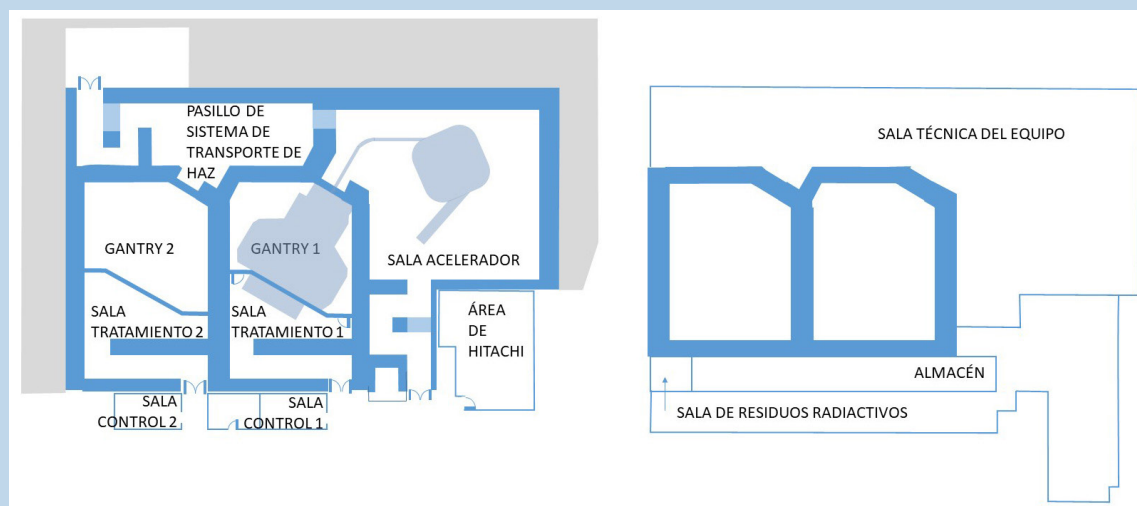 PASILLO DE
SISTEMA DE
TRANSPORTE DE
HAZ
GANTRY 2
GANTRY 1
SALA ACELERADOR
SALA
TRATAMIENTO 2
SALA
TRATAMIENTO 1
ÁREA
DE
HITACHI
SALA
CONTROL 2
SALA
CONTROL 1
SALA TÉCNICA DEL EQUIPO
ALMACÉN
SALA DE RESIDUOS RADIACTIVOS